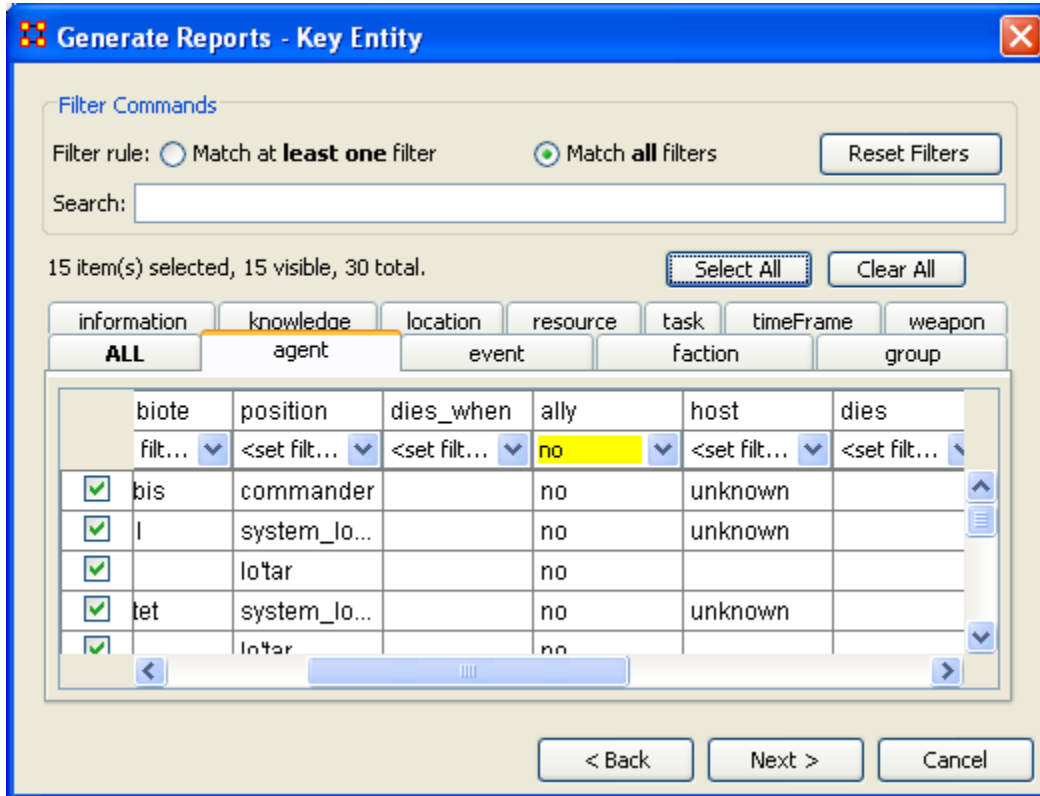 Generate Reports - Key Entity
Filter Commands
Filter rule: Match at least one filter Match all filters Reset Filters
Search:
15 item(s) selected, 15 visible, 30 total. Select All Clear All
information knowledge location resource task timeFrame weapon
ALL agent event faction group
biote position dies_when ally host dies
filt... <set filt... <set filt... no <set filt... <set filt...
bis commander no unknown
l system_lo... no unknown
lo'tar no
tet system_lo... no unknown
lo'tar no
< Back Next > Cancel